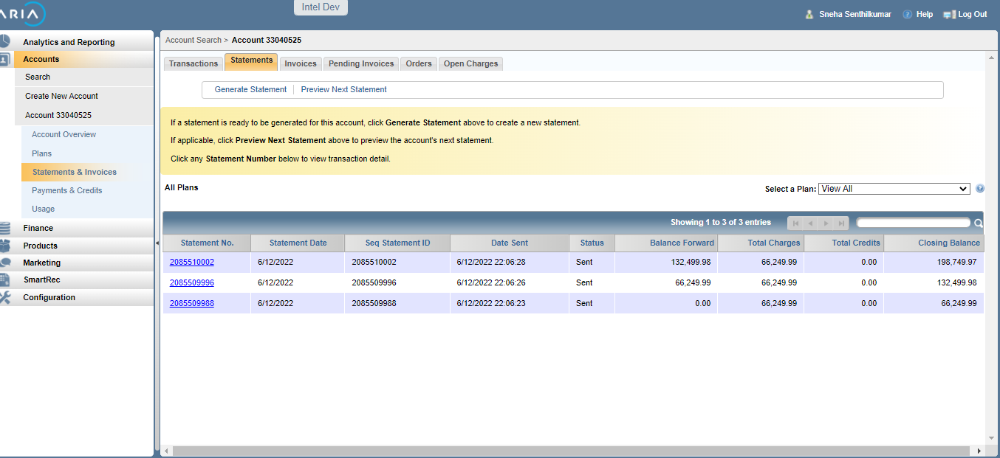 ARIA
Intel Dev
Sneha Senthilkumar Help Log Out
Analytics and Reporting
Accounts
Search
Create New Account
Account 33040525
Account Overview
Plans
Statements & Invoices
Payments & Credits
Usage
Finance
Products
Marketing
SmartRec
Configuration
Account Search > Account 33040525
Transactions Statements Invoices Pending Invoices Orders Open Charges
Generate Statement Preview Next Statement
If a statement is ready to be generated for this account, click Generate Statement above to create a new statement.
If applicable, click Preview Next Statement above to preview the account's next statement.
Click any Statement Number below to view transaction detail.
All Plans Select a Plan: View All
Showing 1 to 3 of 3 entries
Statement No. Statement Date Seq Statement ID Date Sent Status Balance Forward Total Charges Total Credits Closing Balance
2085510002 6/12/2022 2085510002 6/12/2022 22:06:28 Sent 132,499.98 66,249.99 0.00 198,749.97
2085509996 6/12/2022 2085509996 6/12/2022 22:06:26 Sent 66,249.99 66,249.99 0.00 132,499.98
2085509988 6/12/2022 2085509988 6/12/2022 22:06:23 Sent 0.00 66,249.99 0.00 66,249.99